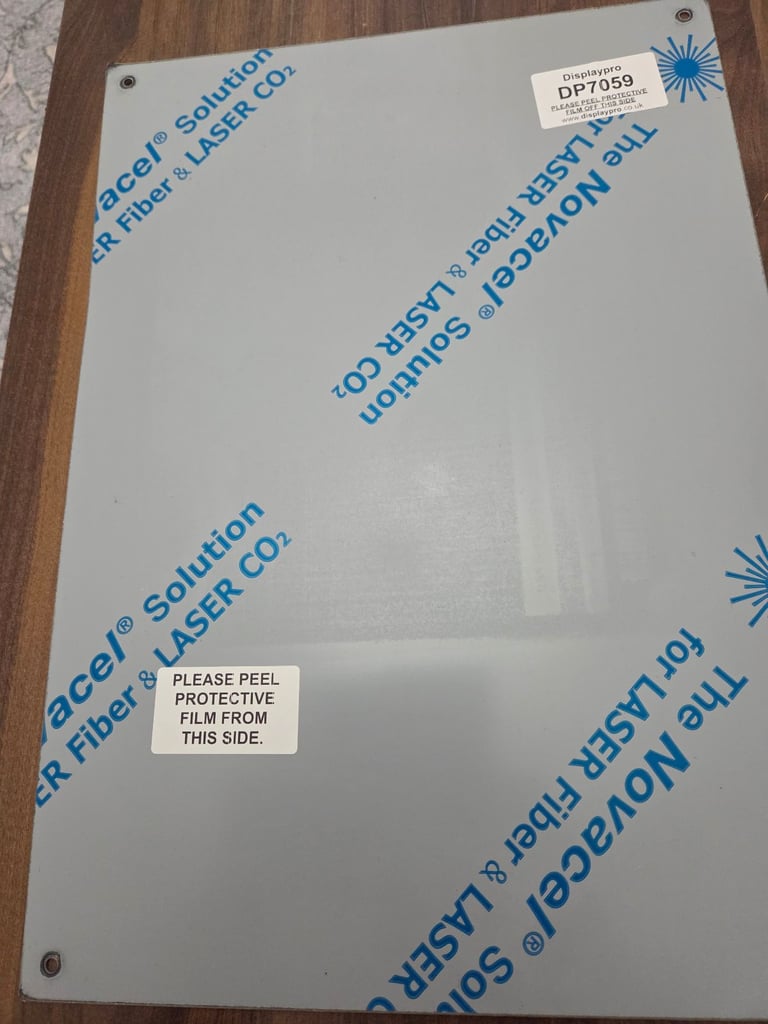 acel® Solution
ER Fiber & LASER CO₂
Displaypro
DP7059
PLEASE PEEL PROTECTIVE
FILM OFF THIS SIDE
www.displaypro.co.uk
The Novacel® Solution
for LASER Fiber & LASER CO₂
vacel® Solution
ER Fiber & LASER CO₂
PLEASE PEEL
PROTECTIVE
FILM FROM
THIS SIDE.
The Novacel® Sol
for LASER Fiber & LASER C